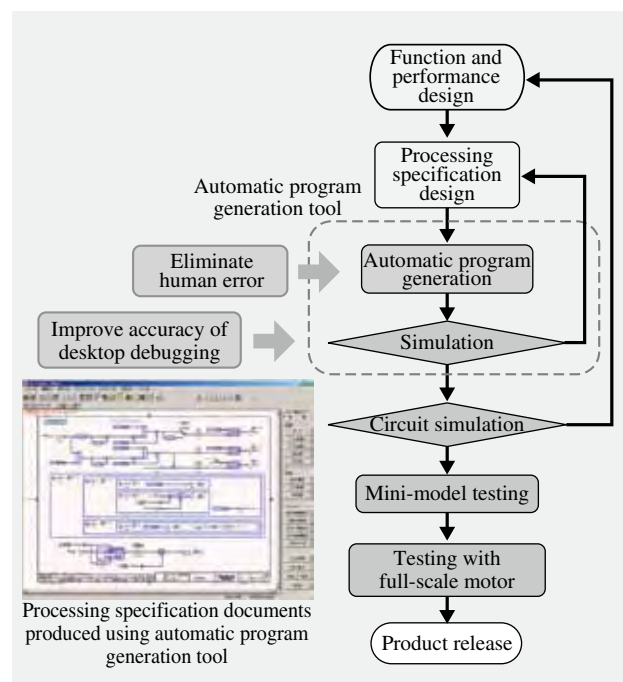 Function and
performance
design
Processing
specification
design
Automatic program
generation tool
Eliminate
human error
Automatic program
generation
Improve accuracy of
desktop debugging
Simulation
Circuit simulation
Mini-model testing
Testing with
full-scale motor
Product release
Processing specification documents
produced using automatic program
generation tool